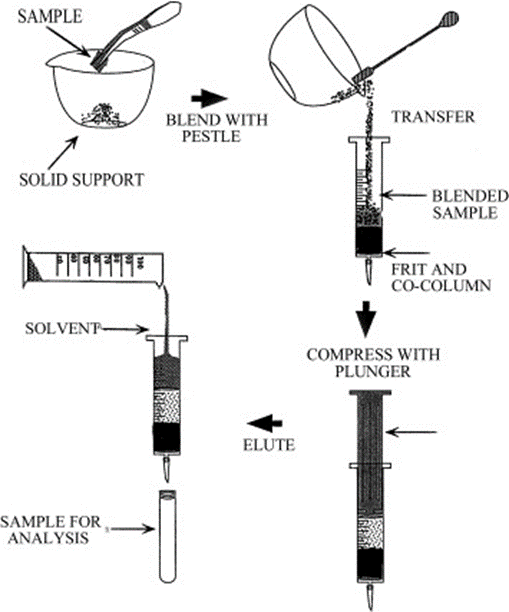 SAMPLE
SOLID SUPPORT
BLEND WITH
PESTLE
TRANSFER
BLENDED
SAMPLE
FRIT AND
CO-COLUMN
COMPRESS WITH
PLUNGER
ELUTE
SOLVENT
SAMPLE FOR
ANALYSIS